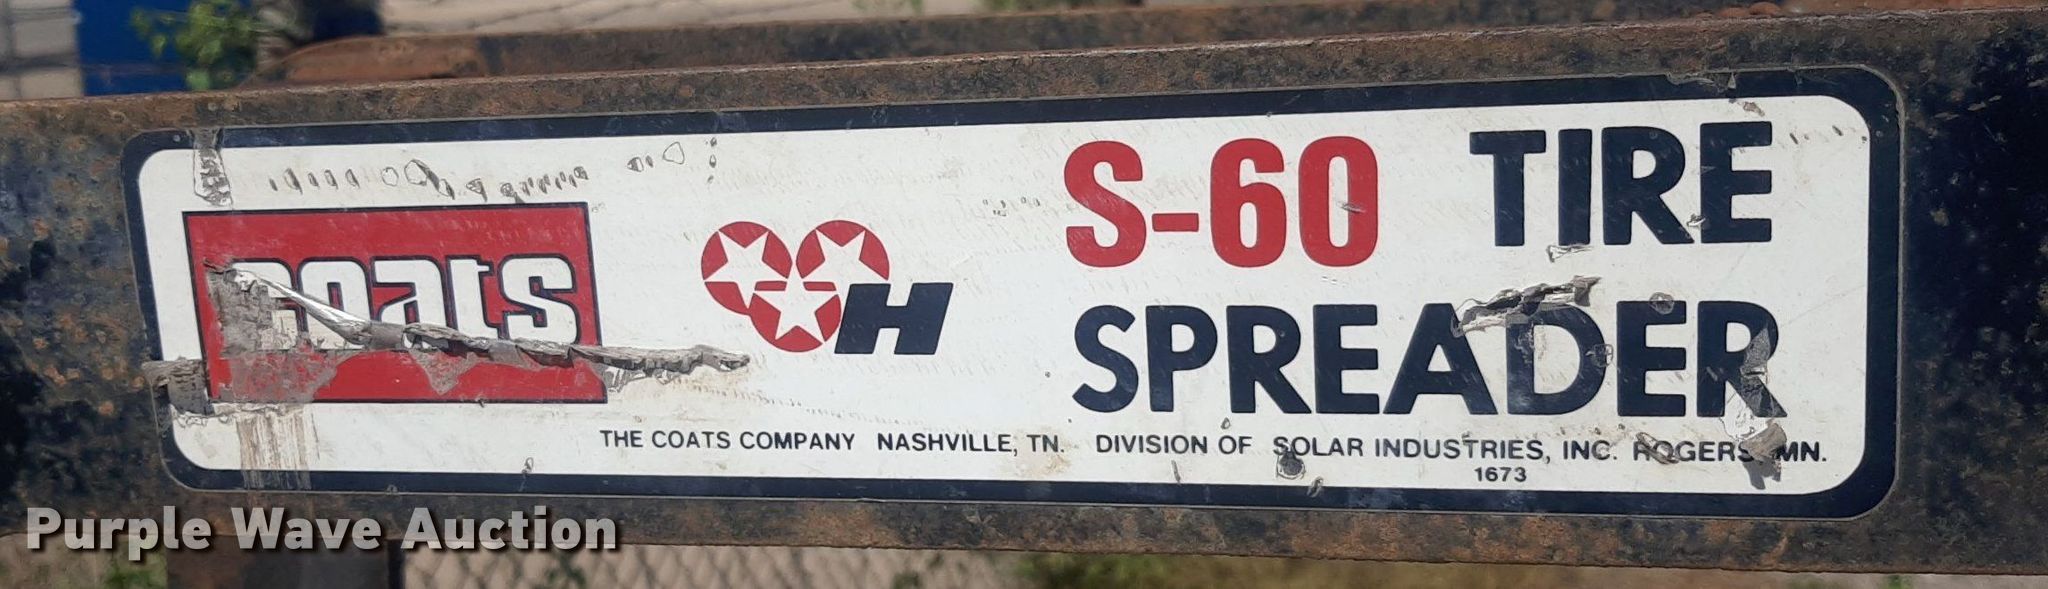 coats
H
S-60 TIRE
SPREADER
THE COATS COMPANY NASHVILLE, TN. DIVISION OF SOLAR INDUSTRIES, INC. ROGERS, MN.
1673
Purple Wave Auction